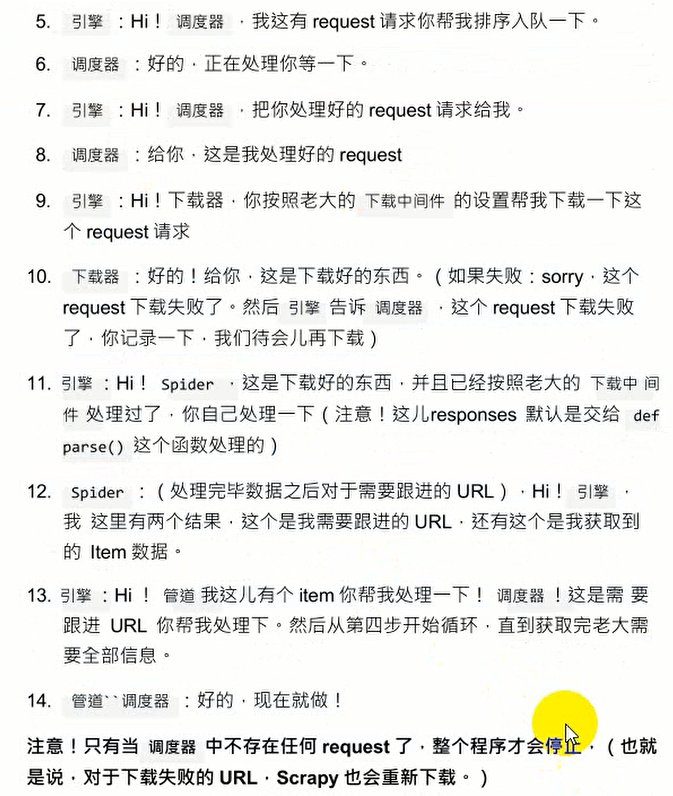 5. 引擎 ：Hi！ 调度器 ，我这有 request 请求你帮我排序入队一下。
6. 调度器 ：好的，正在处理你等一下。
7. 引擎 ：Hi！ 调度器 ，把你处理好的 request 请求给我。
8. 调度器 ：给你，这是我处理好的 request
9. 引擎 ：Hi！下载器，你按照老大的 下载中间件 的设置帮我下载一下这
个 request 请求
10. 下载器 ：好的！给你，这是下载好的东西。（如果失败：sorry，这个
request 下载失败了。然后 引擎 告诉 调度器 ，这个 request 下载失败
了，你记录一下，我们待会儿再下载）
11. 引擎 ：Hi！ Spider ，这是下载好的东西，并且已经按照老大的 下载中 间
件 处理过了，你自己处理一下（注意！这儿responses 默认是交给 def
parse() 这个函数处理的）
12. Spider ：（处理完毕数据之后对于需要跟进的 URL），Hi！ 引擎 ，
我 这里有两个结果，这个是我需要跟进的 URL，还有这个是我获取到
的 Item 数据。
13. 引擎 ：Hi ！ 管道 我这儿有个 item 你帮我处理一下！ 调度器 ！这是需 要
跟进 URL 你帮我处理下。然后从第四步开始循环，直到获取完老大需
要全部信息。
14. 管道``调度器 ：好的，现在就做！
注意！只有当 调度器 中不存在任何 request 了，整个程序才会停止，（也就
是说，对于下载失败的 URL，Scrapy 也会重新下载。）